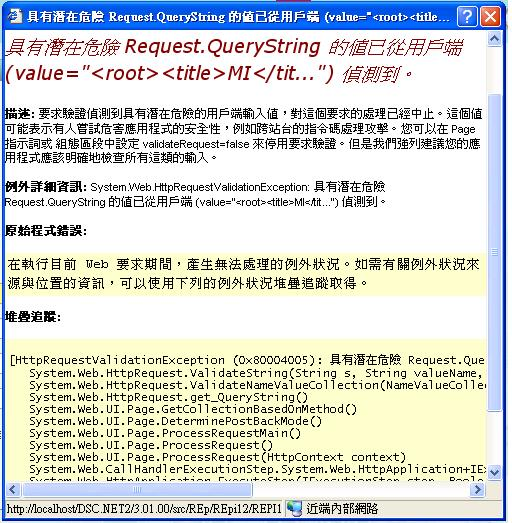 具有潛在危險 Request.QueryString 的值已從用戶端 (value="<root><title...
具有潛在危險 Request.QueryString 的值已從用戶端
(value="<root><title>MI</tit...") 偵測到。
描述: 要求驗證偵測到具有潛在危險的用戶端輸入值，對這個要求的處理已經中止。這個值
可能表示有人嘗試危害應用程式的安全性，例如跨站台的指令碼處理攻擊。您可以在 Page
指示詞或 組態區段中設定 validateRequest=false 來停用要求驗證。但是我們強烈建議您的應
用程式應該明確地檢查所有這類的輸入。
例外詳細資訊: System.Web.HttpRequestValidationException: 具有潛在危險
Request.QueryString 的值已從用戶端 (value="<root><title>MI</tit...") 偵測到。
原始程式錯誤:
在執行目前 Web 要求期間，產生無法處理的例外狀況。如需有關例外狀況來
源與位置的資訊，可以使用下列的例外狀況堆疊追蹤取得。
堆疊追蹤:
[HttpRequestValidationException (0x80004005): 具有潛在危險 Request.Que
System.Web.HttpRequest.ValidateString(String s, String valueName,
System.Web.HttpRequest.ValidateNameValueCollection(NameValueCollec
System.Web.HttpRequest.get_QueryString()
System.Web.UI.Page.GetCollectionBasedOnMethod()
System.Web.UI.Page.DeterminePostBackMode()
System.Web.UI.Page.ProcessRequestMain()
System.Web.UI.Page.ProcessRequest()
System.Web.UI.Page.ProcessRequest(HttpContext context)
System.Web.CallHandlerExecutionStep.System.Web.HttpApplication+IEx
System.Web.HttpApplication.ExecuteStep(IExecutionStep step, Boole
http://localhost/DSC.NET2/3.01.00/src/REp/REpi12/REPI1 近端內部網路